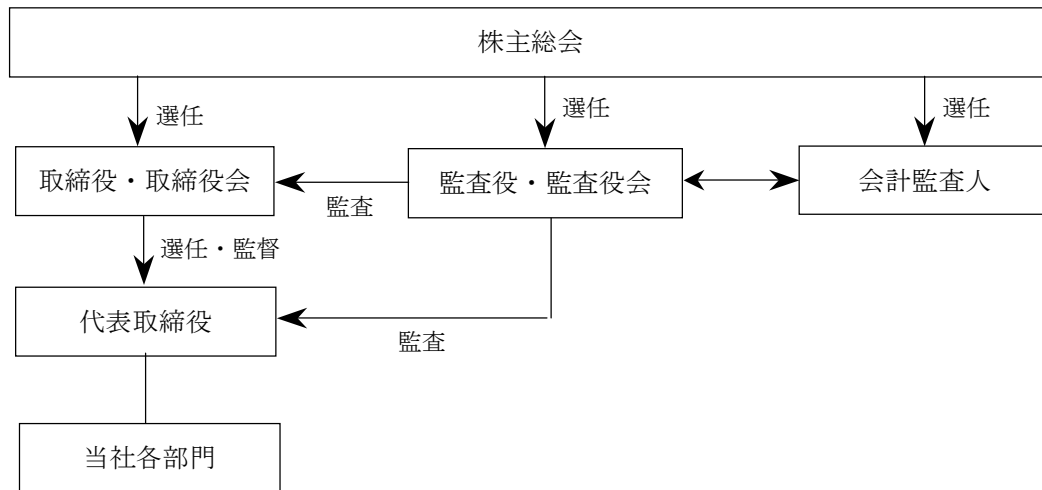 株主総会
選任
選任
選任
取締役・取締役会
監査
監査役・監査役会
会計監査人
選任・監督
代表取締役
監査
当社各部門